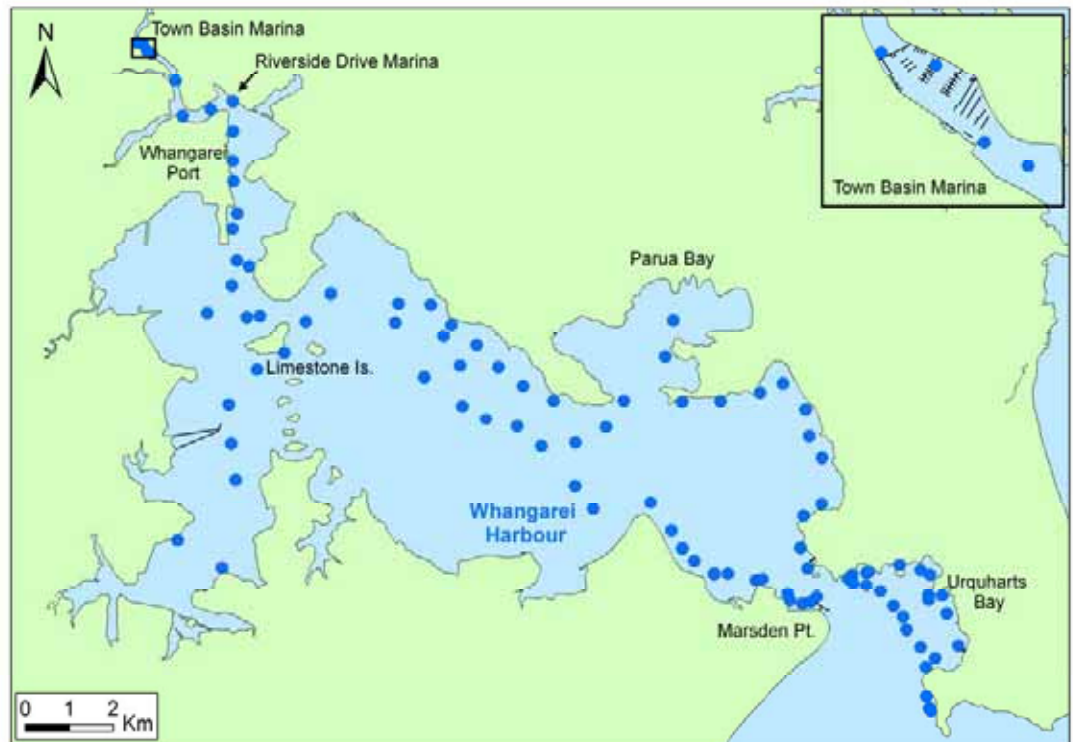 N
Town Basin Marina
Riverside Drive Marina
Whangarei
Port
Town Basin Marina
Parua Bay
Limestone Is.
Whangarei
Harbour
Urquharts
Bay
Marsden Pt.
0 1 2
Km